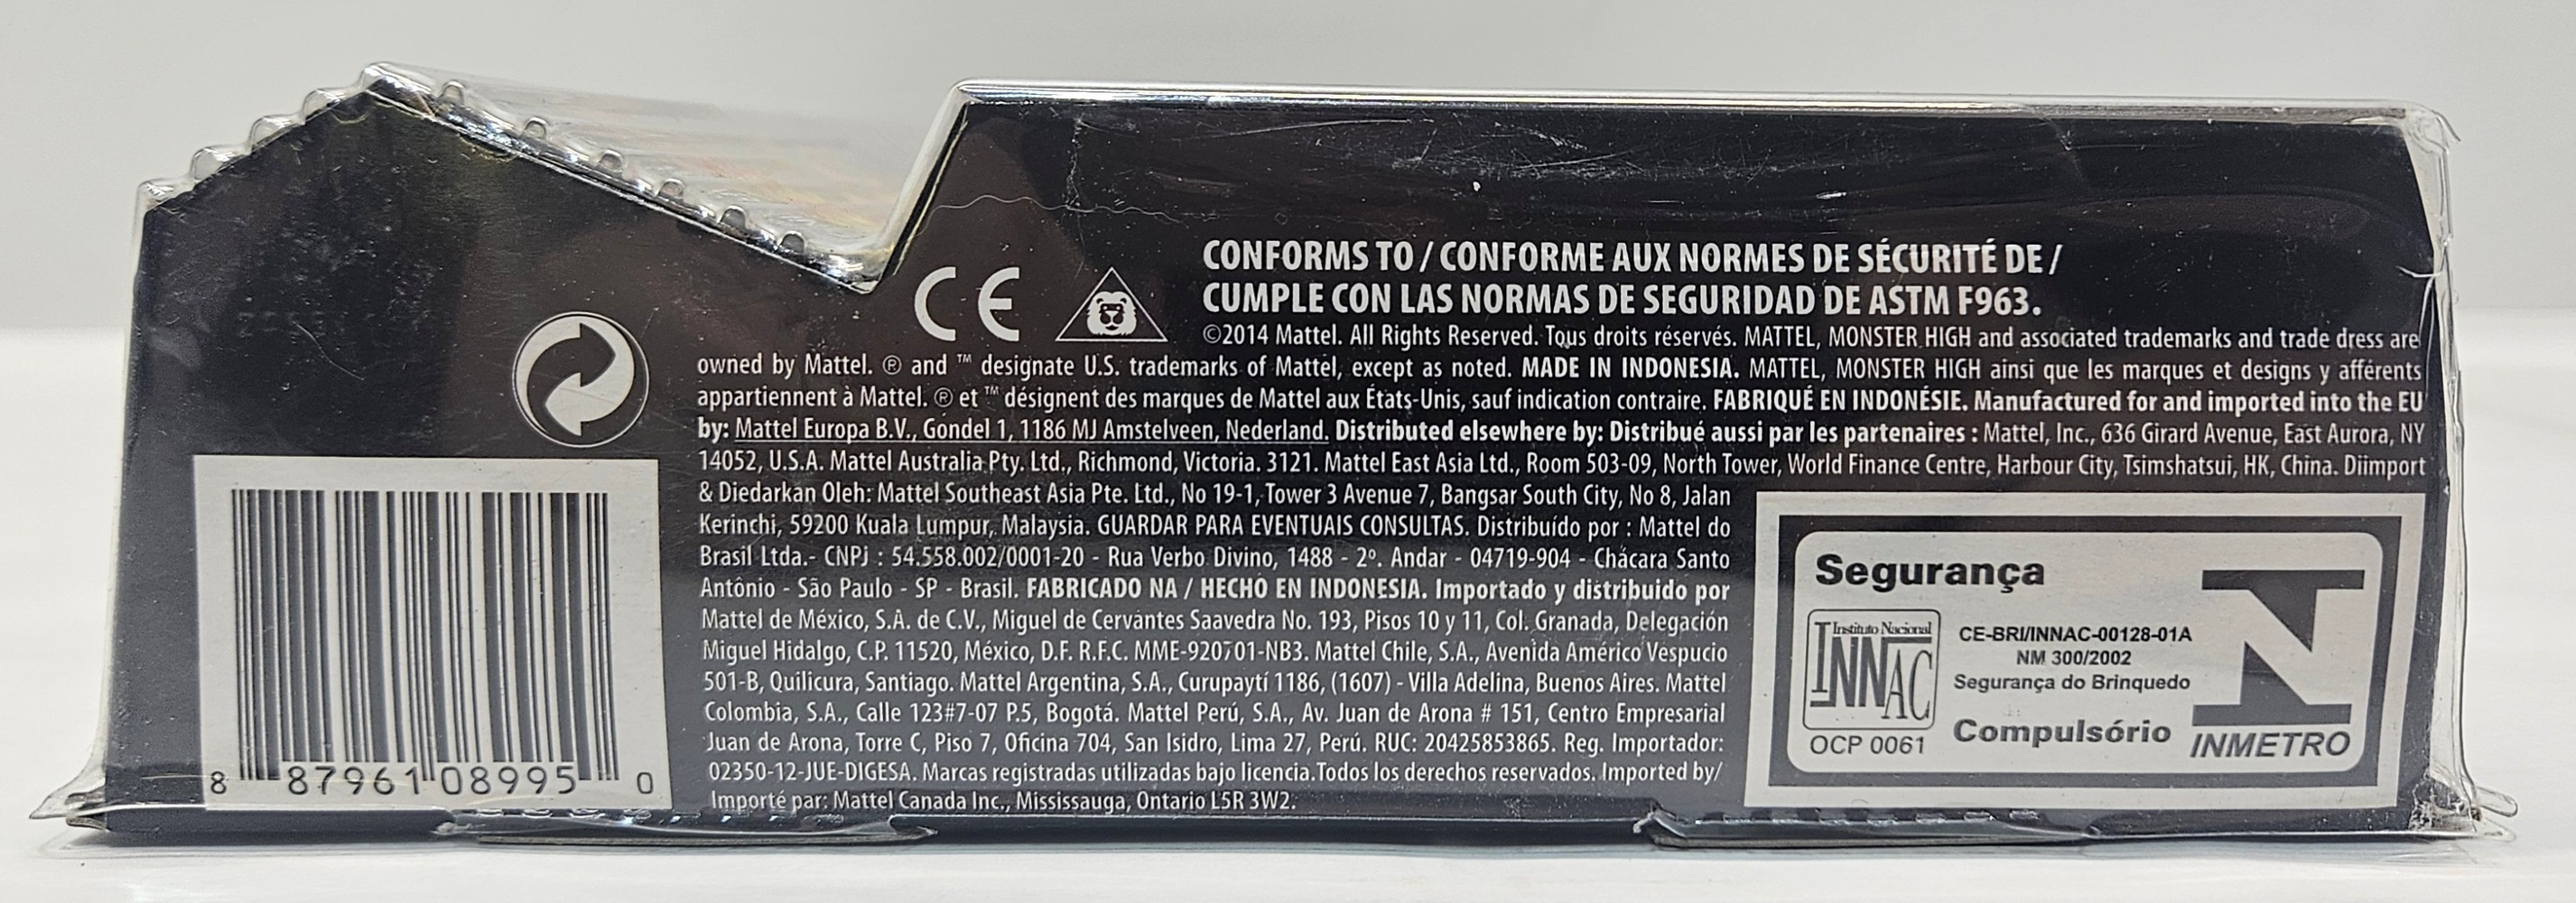 CE
CONFORMS TO / CONFORME AUX NORMES DE SÉCURITÉ DE /
CUMPLE CON LAS NORMAS DE SEGURIDAD DE ASTM F963.
©2014 Mattel. All Rights Reserved. Tous droits réservés. MATTEL, MONSTER HIGH and associated trademarks and trade dress are
owned by Mattel. ® and ™ designate U.S. trademarks of Mattel, except as noted. MADE IN INDONESIA. MATTEL, MONSTER HIGH ainsi que les marques et designs y afférents
appartiennent à Mattel. ® et ™ désignent des marques de Mattel aux États-Unis, sauf indication contraire. FABRIQUÉ EN INDONÉSIE. Manufactured for and imported into the EU
by: Mattel Europa B.V., Gondel 1, 1186 MJ Amstelveen, Nederland. Distributed elsewhere by: Distribué aussi par les partenaires : Mattel, Inc., 636 Girard Avenue, East Aurora, NY
14052, U.S.A. Mattel Australia Pty. Ltd., Richmond, Victoria. 3121. Mattel East Asia Ltd., Room 503-09, North Tower, World Finance Centre, Harbour City, Tsimshatsui, HK, China. Diimport
& Diedarkan Oleh: Mattel Southeast Asia Pte. Ltd., No 19-1, Tower 3 Avenue 7, Bangsar South City, No 8, Jalan
Kerinchi, 59200 Kuala Lumpur, Malaysia. GUARDAR PARA EVENTUAIS CONSULTAS. Distribuído por : Mattel do
Brasil Ltda.- CNPJ : 54.558.002/0001-20 - Rua Verbo Divino, 1488 - 2º. Andar - 04719-904 - Chácara Santo
Antônio - São Paulo - SP - Brasil. FABRICADO NA / HECHO EN INDONESIA. Importado y distribuido por
Mattel de México, S.A. de C.V., Miguel de Cervantes Saavedra No. 193, Pisos 10 y 11, Col. Granada, Delegación
Miguel Hidalgo, C.P. 11520, México, D.F. R.F.C. MME-920701-NB3. Mattel Chile, S.A., Avenida Américo Vespucio
501-B, Quilicura, Santiago. Mattel Argentina, S.A., Curupaytí 1186, (1607) - Villa Adelina, Buenos Aires. Mattel
Colombia, S.A., Calle 123#7-07 P.5, Bogotá. Mattel Perú, S.A., Av. Juan de Arona # 151, Centro Empresarial
Juan de Arona, Torre C, Piso 7, Oficina 704, San Isidro, Lima 27, Perú. RUC: 20425853865. Reg. Importador:
02350-12-JUE-DIGESA. Marcas registradas utilizadas bajo licencia.Todos los derechos reservados. Imported by/
Importé par: Mattel Canada Inc., Mississauga, Ontario L5R 3W2.
8 87961 08995 0
Segurança
Instituto Nacional
INNAC
OCP 0061
CE-BRI/INNAC-00128-01A
NM 300/2002
Segurança do Brinquedo
Compulsório
INMETRO